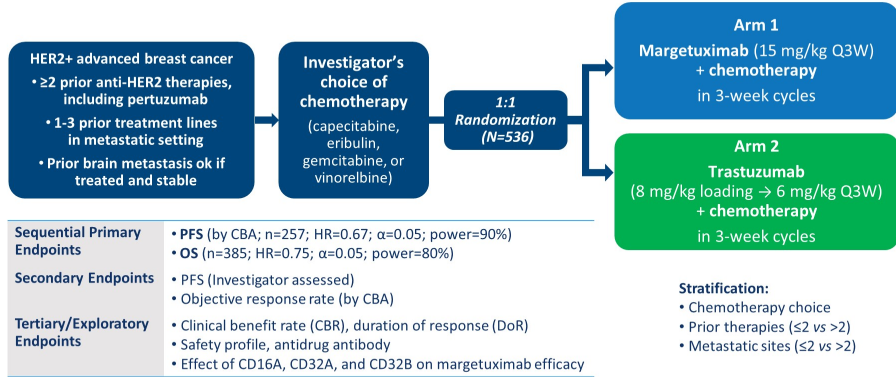 HER2+ advanced breast cancer
• ≥2 prior anti-HER2 therapies,
including pertuzumab
• 1-3 prior treatment lines
in metastatic setting
• Prior brain metastasis ok if
treated and stable
Investigator’s
choice of
chemotherapy
(capecitabine,
eribulin,
gemcitabine, or
vinorelbine)
1:1
Randomization
(N=536)
Arm 1
Margetuximab (15 mg/kg Q3W)
+ chemotherapy
in 3-week cycles
Arm 2
Trastuzumab
(8 mg/kg loading → 6 mg/kg Q3W)
+ chemotherapy
in 3-week cycles
Sequential Primary
Endpoints
• PFS (by CBA; n=257; HR=0.67; α=0.05; power=90%)
• OS (n=385; HR=0.75; α=0.05; power=80%)
Secondary Endpoints
• PFS (Investigator assessed)
• Objective response rate (by CBA)
Tertiary/Exploratory
Endpoints
• Clinical benefit rate (CBR), duration of response (DoR)
• Safety profile, antidrug antibody
• Effect of CD16A, CD32A, and CD32B on margetuximab efficacy
Stratification:
• Chemotherapy choice
• Prior therapies (≤2 vs >2)
• Metastatic sites (≤2 vs >2)